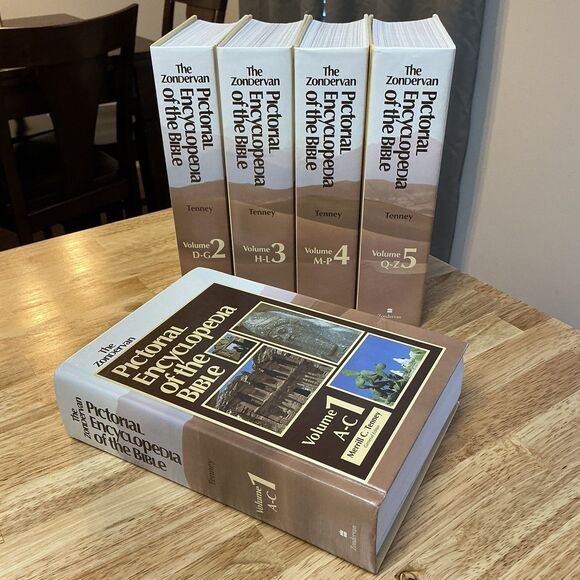 The
Zondervan
Pictorial
Encyclopedia
of the Bible
Tenney
Volume 2
D-G
The
Zondervan
Pictorial
Encyclopedia
of the Bible
Tenney
Volume 3
H-L
The
Zondervan
Pictorial
Encyclopedia
of the Bible
Tenney
Volume 4
M-P
The
Zondervan
Pictorial
Encyclopedia
of the Bible
Tenney
Volume 5
Q-Z
Zondervan
The
Zondervan
Pictorial
Encyclopedia
of the
Bible
Volume 1
A-C
Merrill C. Tenney
General Editor
The
Zondervan
Pictorial
Encyclopedia
of the Bible
Tenney
Volume 1
A-C
Zondervan